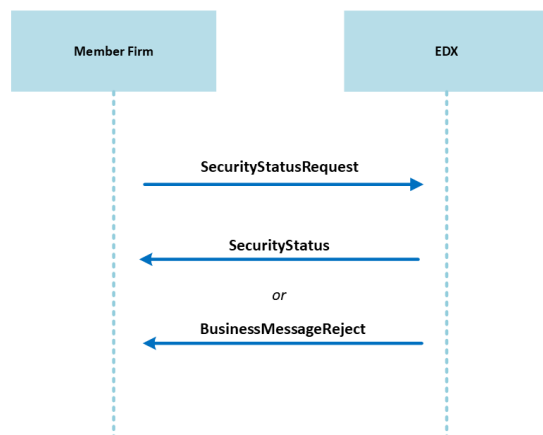 Member Firm
EDX
SecurityStatusRequest
SecurityStatus
or
BusinessMessageReject